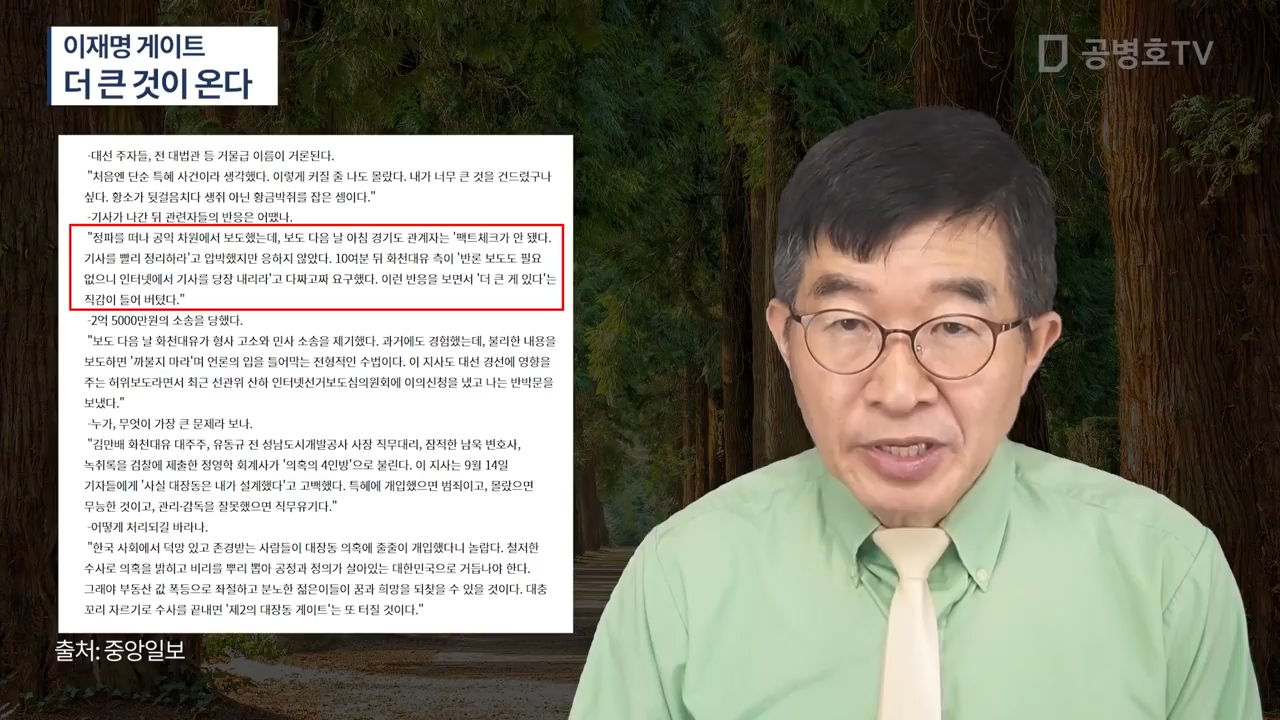 이재명 게이트
더 큰 것이 온다
공병호TV
-대선 주자들, 전 대법관 등 거물급 이름이 거론된다.
"처음엔 단순 특혜 사건이라 생각했다. 이렇게 커질 줄 나도 몰랐다. 내가 너무 큰 것을 건드렸구나
싶다. 황소가 뒷걸음치다 생쥐 아닌 황금박쥐를 잡은 셈이다."
-기사가 나간 뒤 관련자들의 반응은 어땠나.
"정파를 떠나 공익 차원에서 보도했는데, 보도 다음 날 아침 경기도 관계자는 '팩트체크가 안 됐다.
기사를 빨리 정리하라'고 압박했지만 응하지 않았다. 10여분 뒤 화천대유 측이 '반론 보도도 필요
없으니 인터넷에서 기사를 당장 내리라'고 다짜고짜 요구했다. 이런 반응을 보면서 '더 큰 게 있다'는
직감이 들어 버텼다."
-2억 5000만원의 소송을 당했다.
"보도 다음 날 화천대유가 형사 고소와 민사 소송을 제기했다. 과거에도 경험했는데, 불리한 내용을
보도하면 '까불지 마라'며 언론의 입을 틀어막는 전형적인 수법이다. 이 지사도 대선 경선에 영향을
주는 허위보도라면서 최근 선관위 산하 인터넷선거보도심의위원회에 이의신청을 냈고 나는 반박문을
보냈다."
-누가, 무엇이 가장 큰 문제라 보나.
"김만배 화천대유 대주주, 유동규 전 성남도시개발공사 사장 직무대리, 잠적한 남욱 변호사,
녹취록을 검찰에 제출한 정영학 회계사가 '의혹의 4인방'으로 불린다. 이 지사는 9월 14일
기자들에게 '사실 대장동은 내가 설계했다'고 고백했다. 특혜에 개입했으면 범죄이고, 몰랐으면
무능한 것이고, 관리·감독을 잘못했으면 직무유기다."
-어떻게 처리되길 바라나.
"한국 사회에서 덕망 있고 존경받는 사람들이 대장동 의혹에 줄줄이 개입했다니 놀랍다. 철저한
수사로 의혹을 밝히고 비리를 뿌리 뽑아 공정과 정의가 살아있는 대한민국으로 거듭나야 한다.
그래야 부동산 값 폭등으로 좌절하고 분노한 젊은이들이 꿈과 희망을 되찾을 수 있을 것이다. 대충
꼬리 자르기로 수사를 끝내면 '제2의 대장동 게이트'는 또 터질 것이다."
출처: 중앙일보